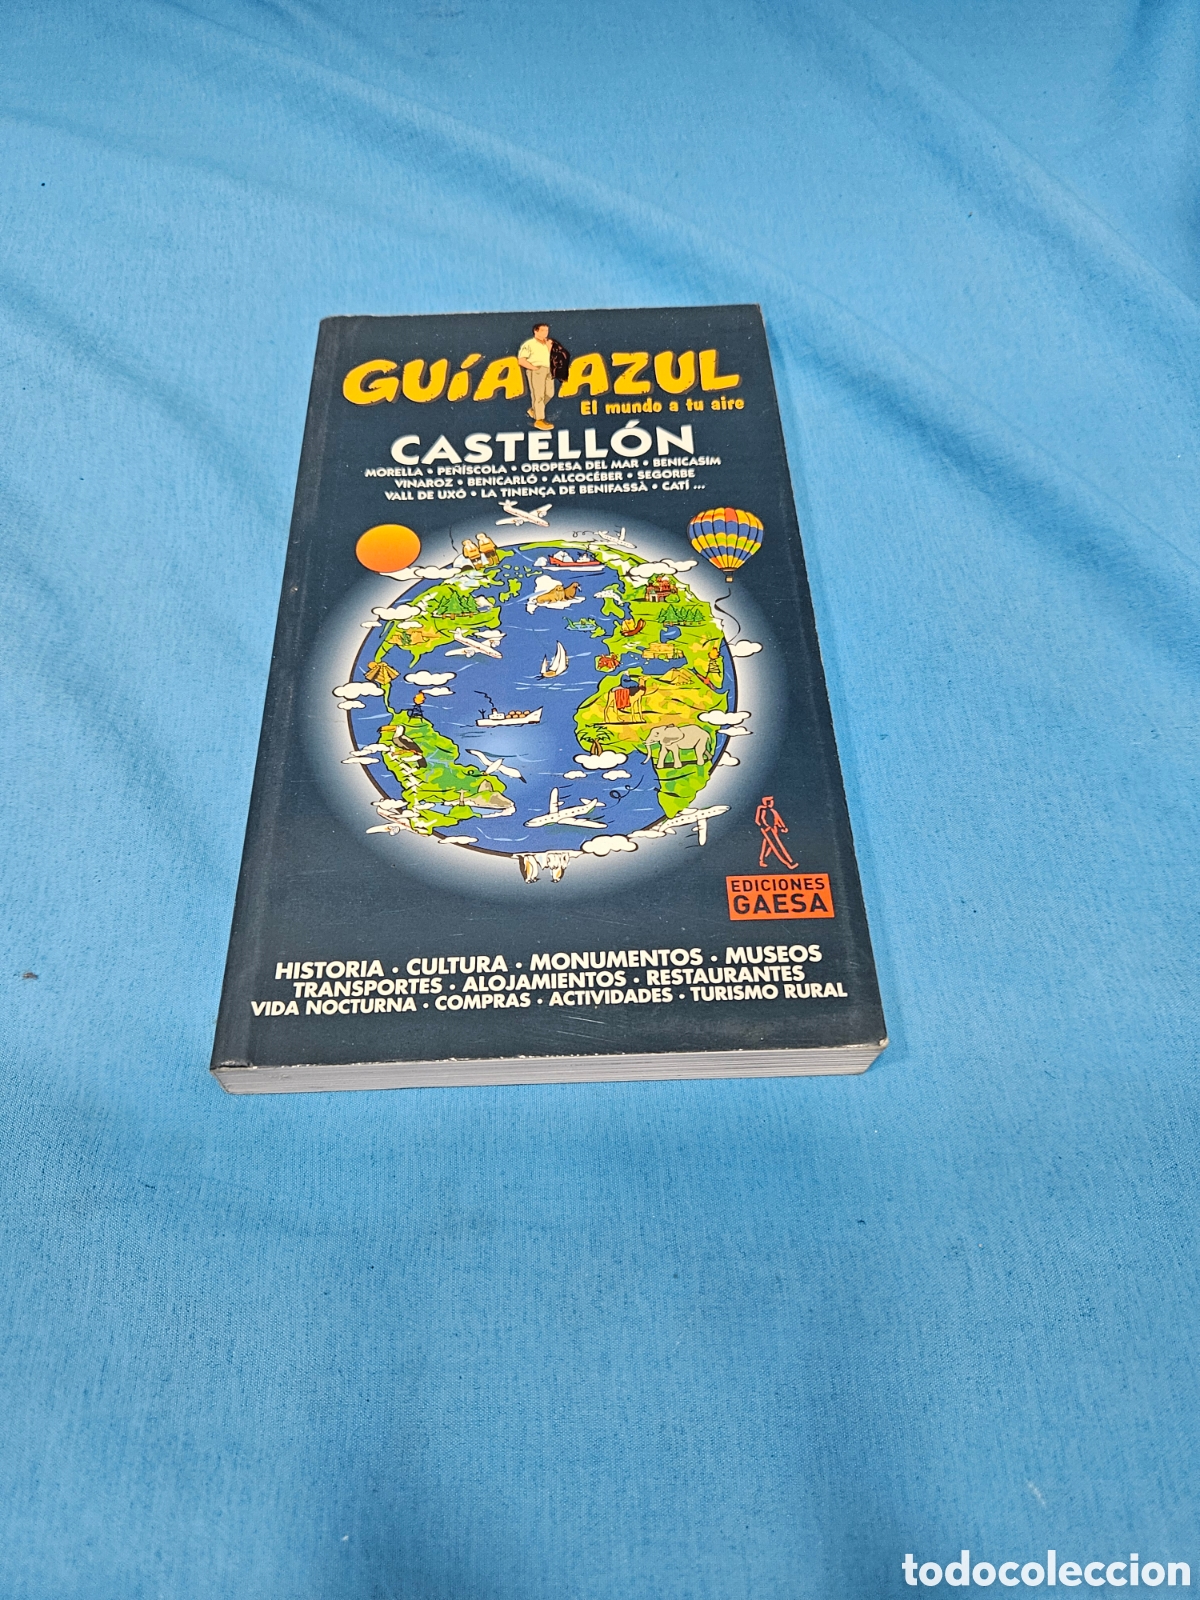 GUÍA AZUL
El mundo a tu aire
CASTELLÓN
MORELLA • PEÑÍSCOLA • OROPESA DEL MAR • BENICASIM
VINAROZ • BENICARLÓ • ALCOCÉBER • SEGORBE
VALL DE UXÓ • LA TINENÇA DE BENIFASSÀ • CATÍ ...
EDICIONES
GAESA
HISTORIA • CULTURA • MONUMENTOS • MUSEOS
TRANSPORTES • ALOJAMIENTOS • RESTAURANTES
VIDA NOCTURNA • COMPRAS • ACTIVIDADES • TURISMO RURAL
todocoleccion